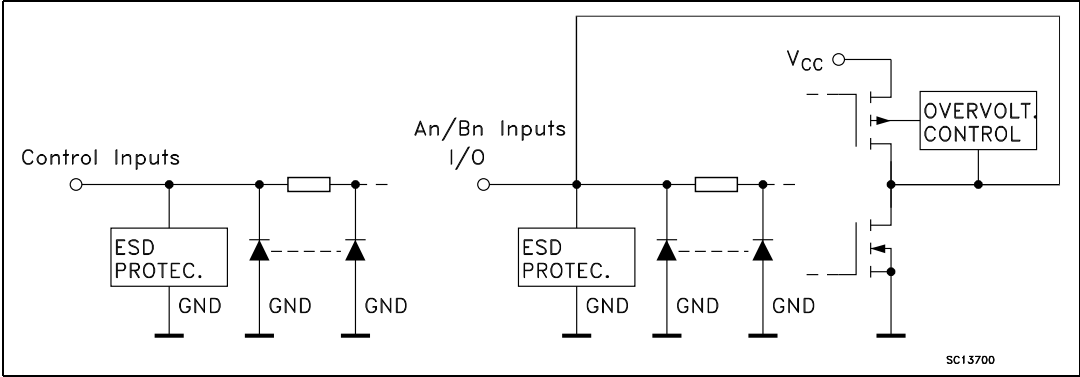 Control Inputs
ESD
PROTEC.
GND
GND
GND
An/Bn Inputs
I/O
ESD
PROTEC.
GND
GND
GND
VCC
OVERVOLT.
CONTROL
SC13700